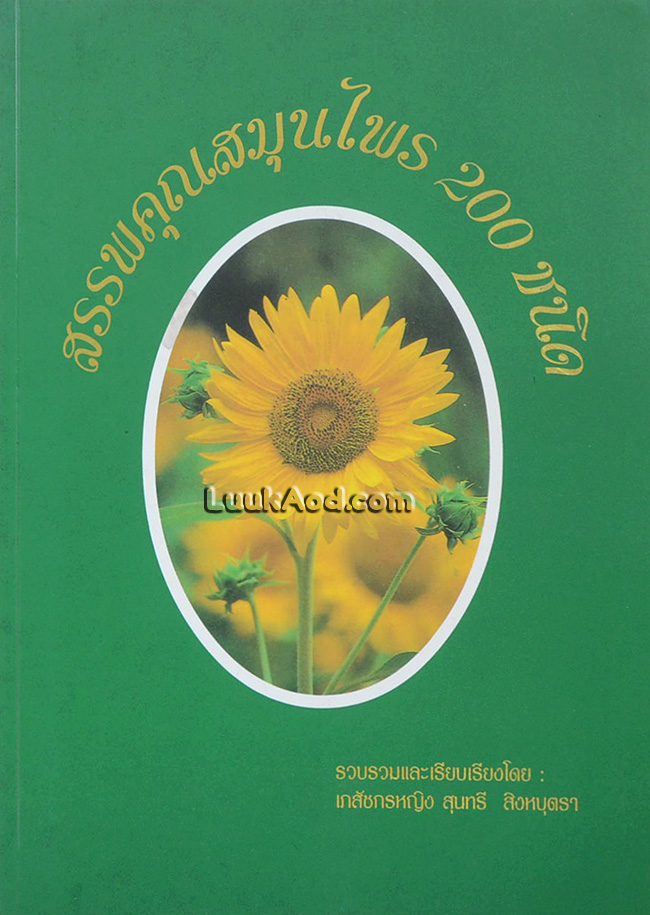 สรรพคุณสมุนไพร 200 ชนิด
LuukAod.com
รวบรวมและเรียบเรียงโดย :
เภสัชกรหญิง สุนทรี สิงหบุตรา